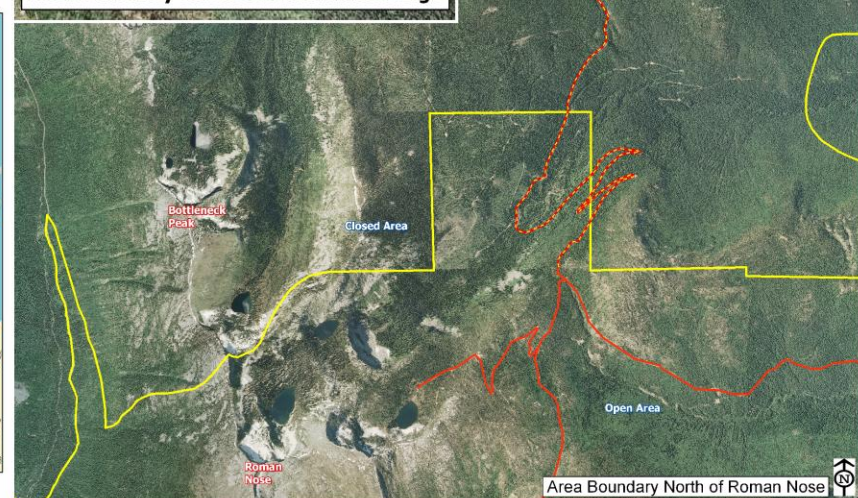 Bottleneck
Peak
Closed Area
Open Area
Roman
Nose
Area Boundary North of Roman Nose
N